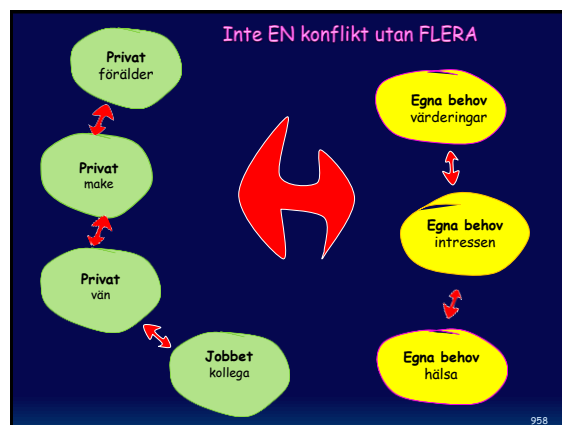 Inte EN konflikt utan FLERA
Privat
förälder
Privat
make
Privat
vän
Jobbet
kollega
Egna behov
värderingar
Egna behov
intressen
Egna behov
hälsa
958